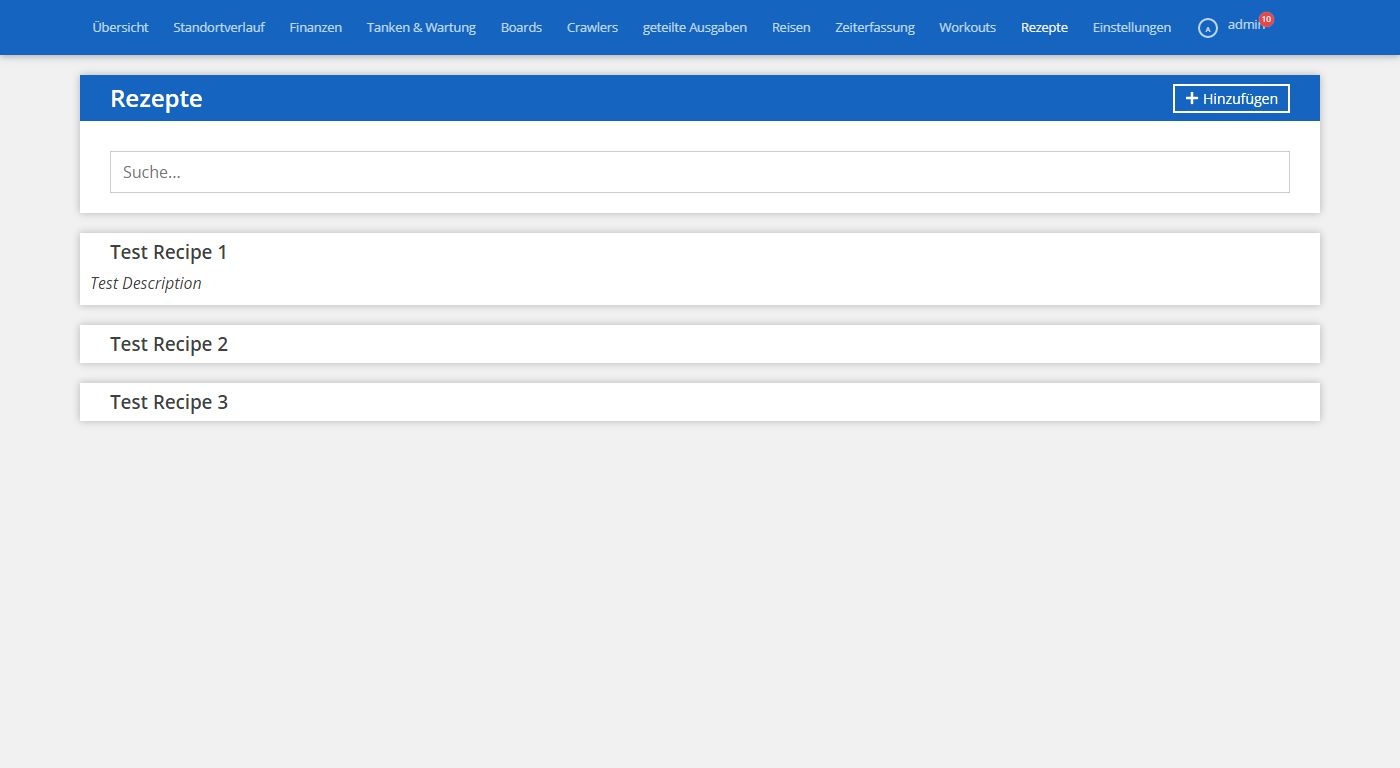 Übersicht Standortverlauf Finanzen Tanken & Wartung Boards Crawlers geteilte Ausgaben Reisen Zeiterfassung Workouts Rezepte Einstellungen A admin 10
Rezepte + Hinzufügen
Suche...
Test Recipe 1
Test Description
Test Recipe 2
Test Recipe 3